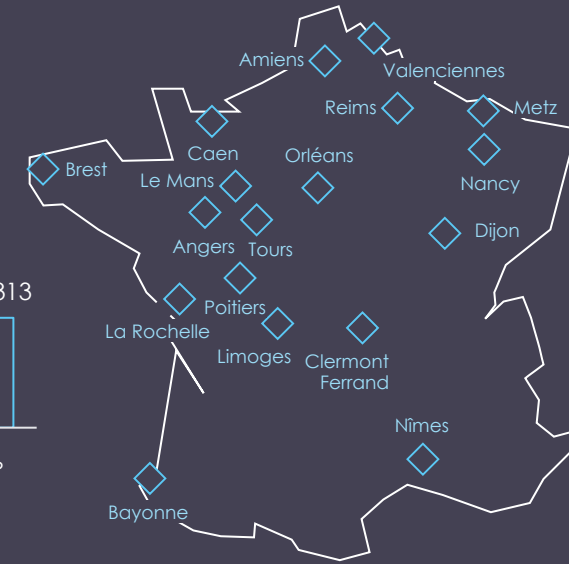 Amiens
Valenciennes
Reims
Metz
Caen
Orléans
Brest
Le Mans
Nancy
Angers
Tours
Dijon
Poitiers
La Rochelle
Limoges
Clermont
Ferrand
Nîmes
Bayonne